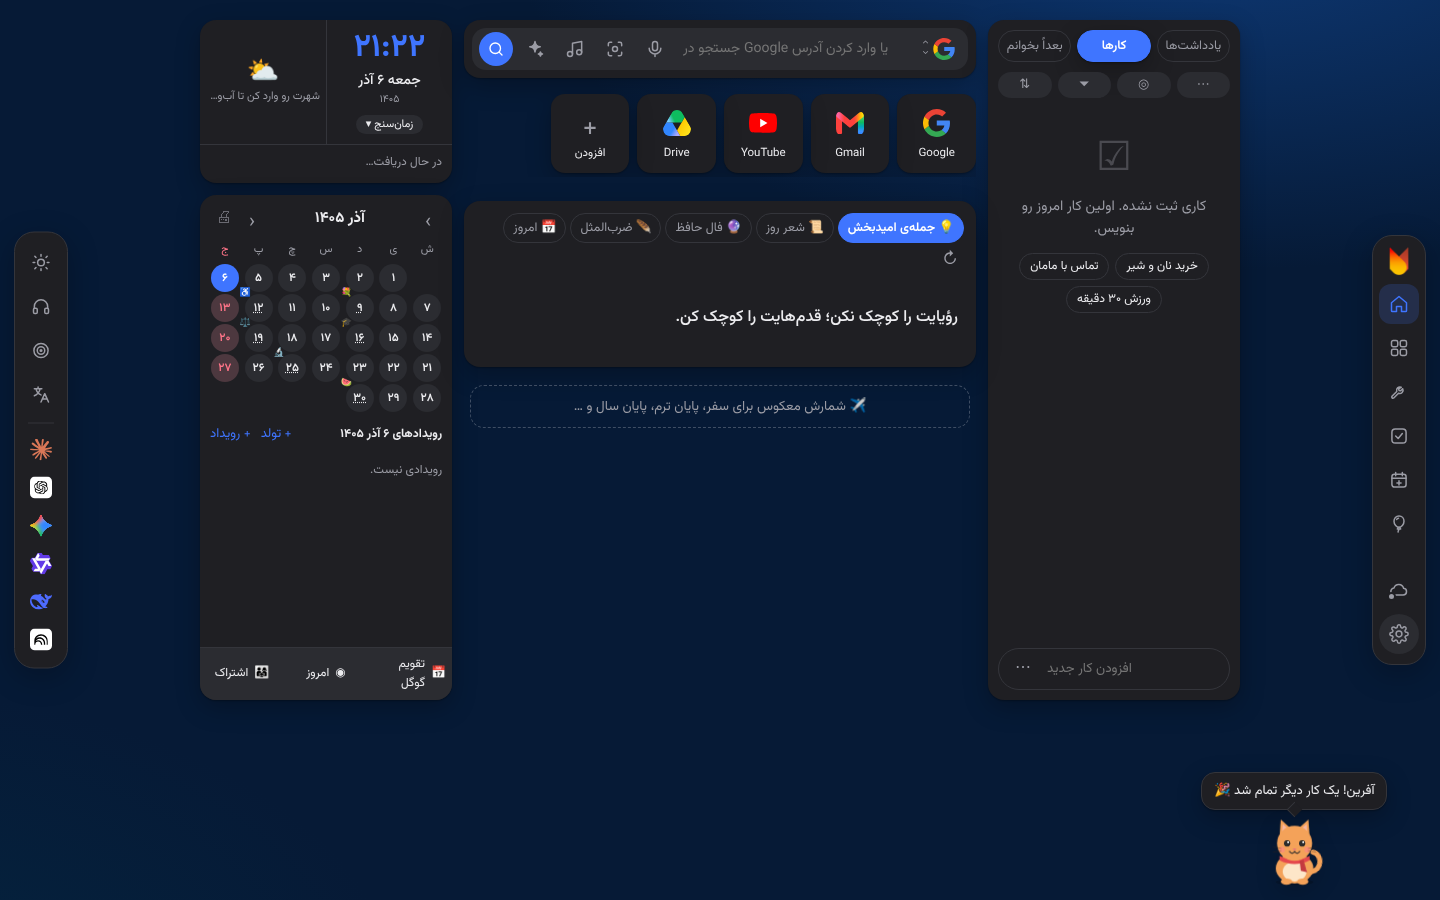 یادداشت‌ها
کارها
بعداً بخوانم
کاری ثبت نشده. اولین کار امروز رو
بنویس.
خرید نان و شیر
تماس با مامان
ورزش ۳۰ دقیقه
افزودن کار جدید
یا وارد کردن آدرس Google جستجو در
Google
Gmail
YouTube
Drive
افزودن
💡 جمله‌ی امیدبخش
📜 شعر روز
🔮 فال حافظ
🪶 ضرب‌المثل
📅 امروز
رؤیایت را کوچک نکن؛ قدم‌هایت را کوچک کن.
✈️ شمارش معکوس برای سفر، پایان ترم، پایان سال و ...
۲۱:۲۲
جمعه ۶ آذر
۱۴۰۵
زمان‌سنج ▾
شهرت رو وارد کن تا آب‌و…
در حال دریافت…
آذر ۱۴۰۵
ش ی د س چ پ ج
۱ ۲ ۳ ۴ ۵ ۶
۷ ۸ ۹ ۱۰ ۱۱ ۱۲ ۱۳
۱۴ ۱۵ ۱۶ ۱۷ ۱۸ ۱۹ ۲۰
۲۱ ۲۲ ۲۳ ۲۴ ۲۵ ۲۶ ۲۷
۲۸ ۲۹ ۳۰
رویدادهای ۶ آذر ۱۴۰۵
+ تولد
+ رویداد
رویدادی نیست.
تقویم
گوگل
امروز
اشتراک
آفرین! یک کار دیگر تمام شد 🎉